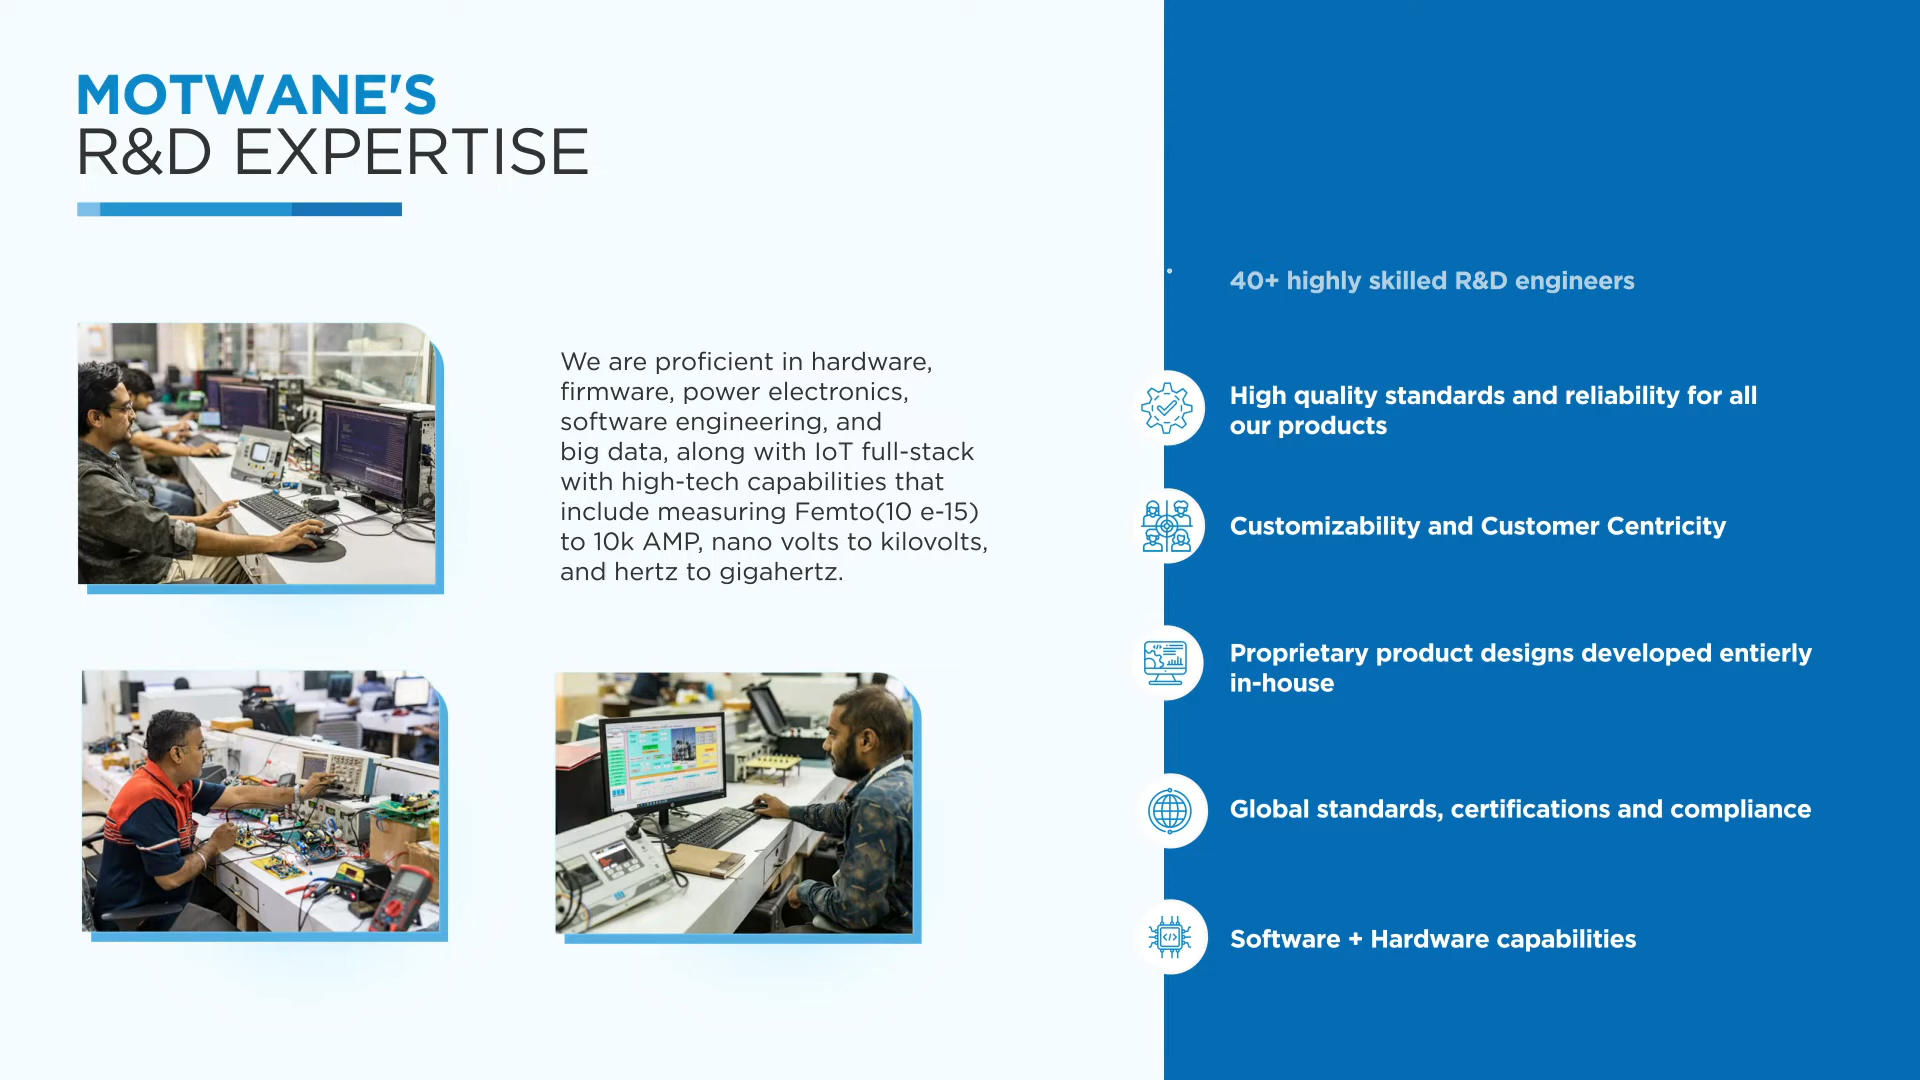 MOTWANE'S
R&D EXPERTISE
We are proficient in hardware,
firmware, power electronics,
software engineering, and
big data, along with IoT full-stack
with high-tech capabilities that
include measuring Femto(10 e-15)
to 10k AMP, nano volts to kilovolts,
and hertz to gigahertz.
40+ highly skilled R&D engineers
High quality standards and reliability for all
our products
Customizability and Customer Centricity
Proprietary product designs developed entierly
in-house
Global standards, certifications and compliance
Software + Hardware capabilities